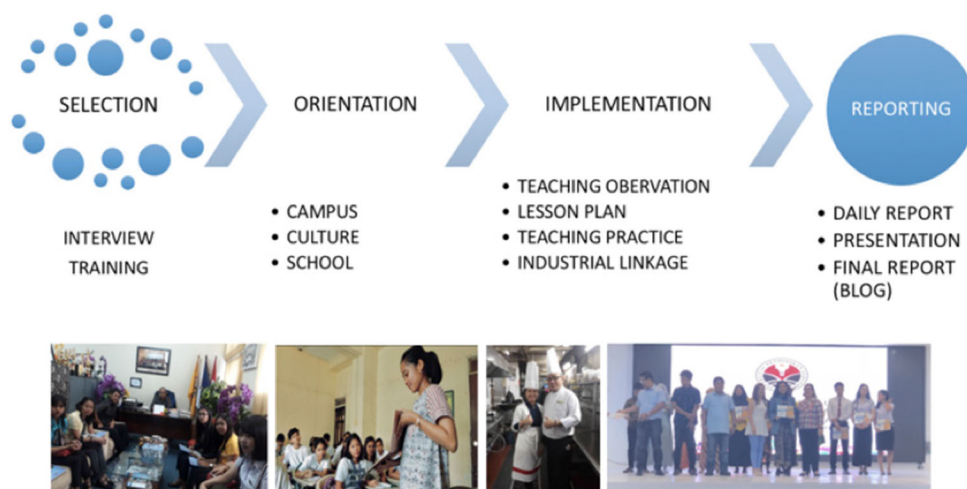 SELECTION
ORIENTATION
IMPLEMENTATION
REPORTING
INTERVIEW
TRAINING
• CAMPUS
• CULTURE
• SCHOOL
• TEACHING OBERVATION
• LESSON PLAN
• TEACHING PRACTICE
• INDUSTRIAL LINKAGE
• DAILY REPORT
• PRESENTATION
• FINAL REPORT
(BLOG)